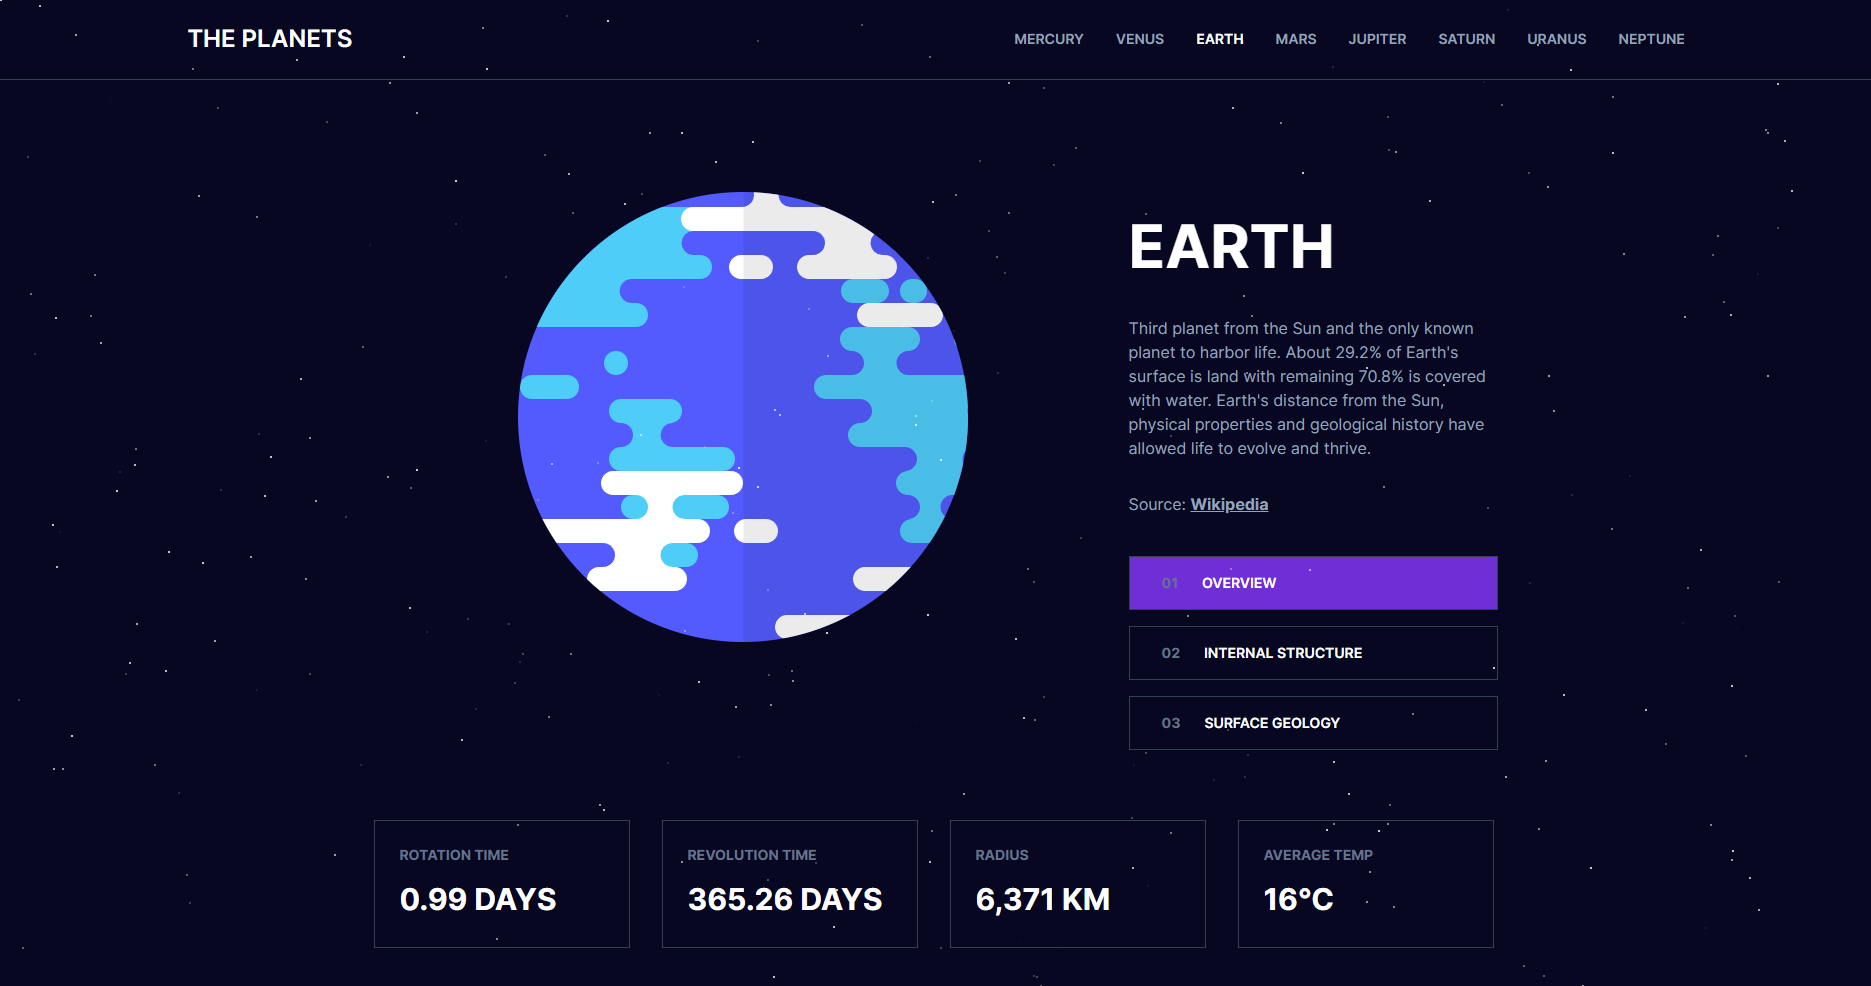 THE PLANETS
MERCURY VENUS EARTH MARS JUPITER SATURN URANUS NEPTUNE
EARTH
Third planet from the Sun and the only known
planet to harbor life. About 29.2% of Earth's
surface is land with remaining 70.8% is covered
with water. Earth's distance from the Sun,
physical properties and geological history have
allowed life to evolve and thrive.
Source: Wikipedia
01 OVERVIEW
02 INTERNAL STRUCTURE
03 SURFACE GEOLOGY
ROTATION TIME
0.99 DAYS
REVOLUTION TIME
365.26 DAYS
RADIUS
6,371 KM
AVERAGE TEMP
16°C